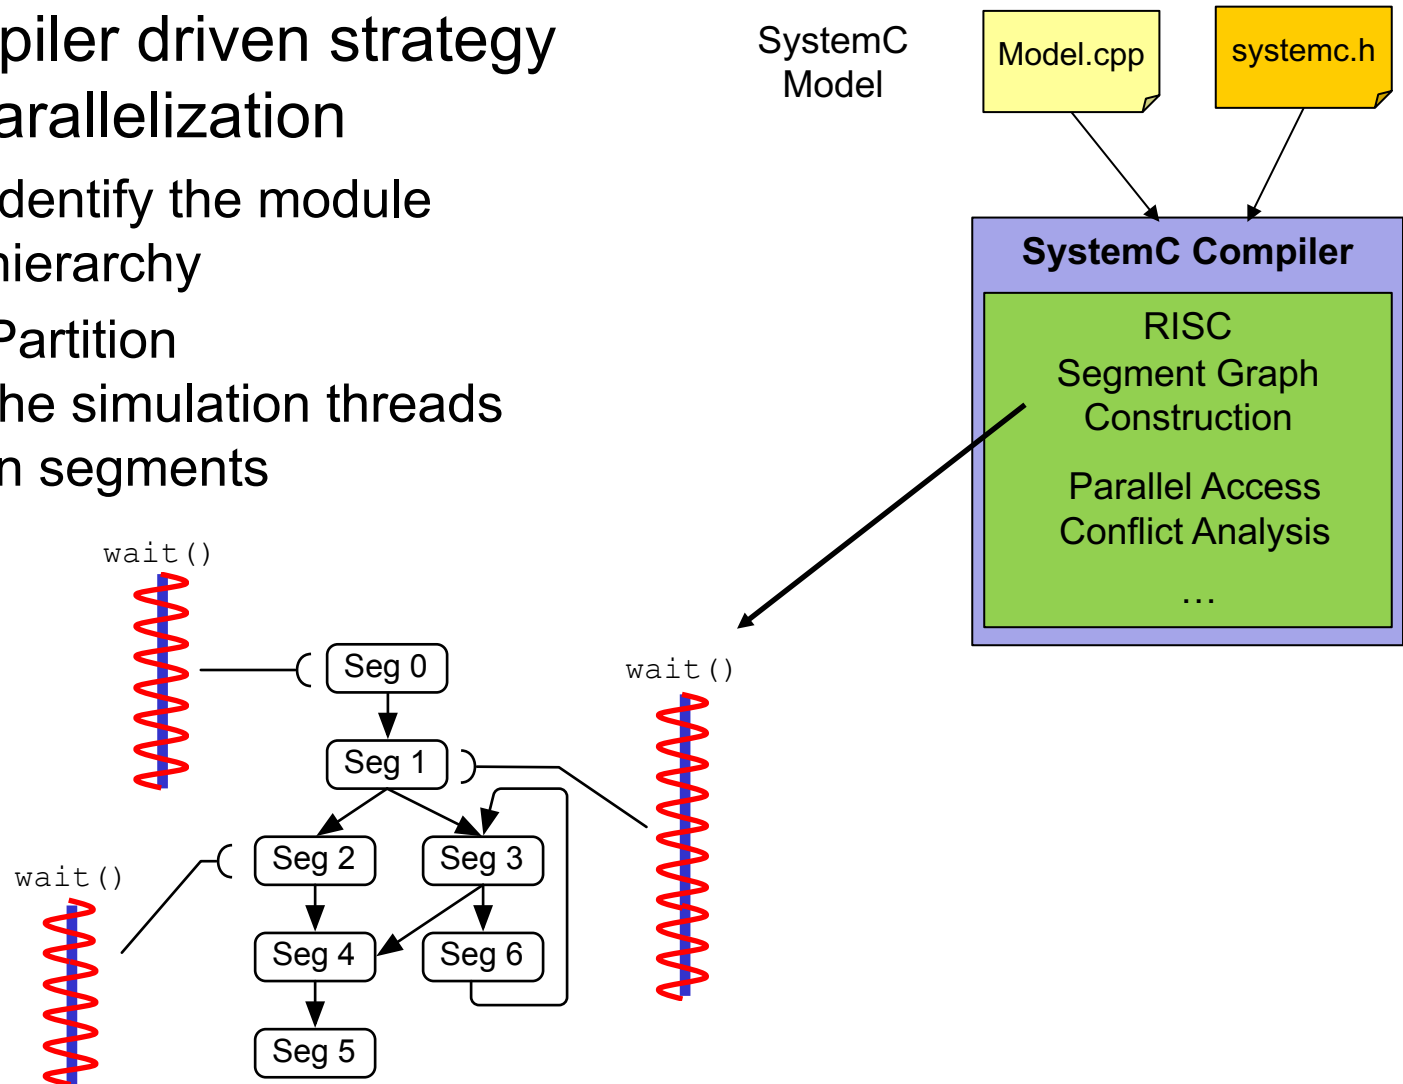 piler driven strategy
arallelization
dentify the module
hierarchy
Partition
he simulation threads
n segments
SystemC
Model
Model.cpp
systemc.h
SystemC Compiler
RISC
Segment Graph
Construction
Parallel Access
Conflict Analysis
…
wait()
Seg 0
wait()
Seg 1
Seg 2
Seg 3
wait()
Seg 4
Seg 6
Seg 5